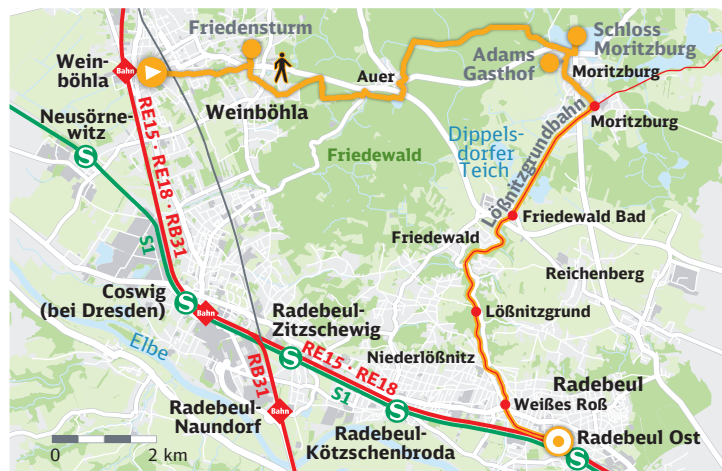 Friedensturm
Wein-
böhla
Bahn
Weinböhla
Auer
Adams
Gasthof
Schloss
Moritzburg
Moritzburg
Moritzburg
Neusörne-
witz
S
RE15 · RE18 · RB31
S1
Friedewald
Dippels-
dorfer
Teich
Lößnitzgrundbahn
Friedewald Bad
Friedewald
Reichenberg
Coswig
(bei Dresden)
S
Bahn
Radebeul-
Zitzschewig
S
Lößnitzgrund
Elbe
RB31
RE15 · RE18
S1
Niederlößnitz
Radebeul
Weißes Roß
Radebeul-
Naundorf
Bahn
Radebeul-
Kötzschenbroda
S
Radebeul Ost
S
0 2 km